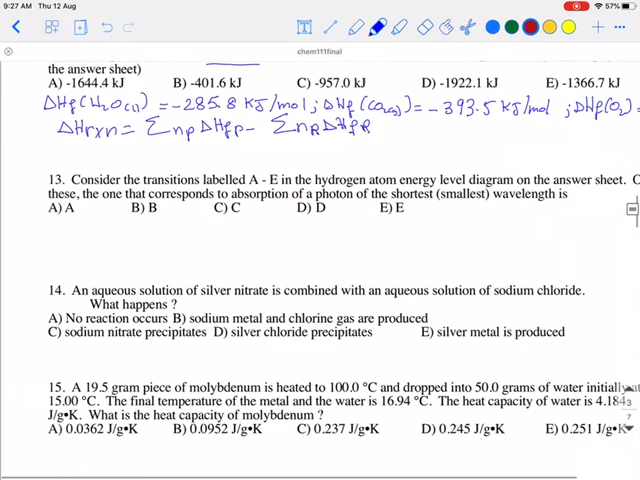 9:27 AM Thu 12 Aug
57%
chem111final
the answer sheet)
A) -1644.4 kJ B) -401.6 kJ C) -957.0 kJ D) -1922.1 kJ E) -1366.7 kJ
ΔHf(H2O(l)) = -285.8 KJ/mol ; ΔHf(CO2(g)) = -393.5 KJ/mol ; ΔHf(O2) =
ΔHrxn = Σnp ΔHfp - ΣnR ΔHfR
13. Consider the transitions labelled A - E in the hydrogen atom energy level diagram on the answer sheet. O
these, the one that corresponds to absorption of a photon of the shortest (smallest) wavelength is
A) A B) B C) C D) D E) E
14. An aqueous solution of silver nitrate is combined with an aqueous solution of sodium chloride.
What happens ?
A) No reaction occurs B) sodium metal and chlorine gas are produced
C) sodium nitrate precipitates D) silver chloride precipitates E) silver metal is produced
15. A 19.5 gram piece of molybdenum is heated to 100.0 °C and dropped into 50.0 grams of water initially at
15.00 °C. The final temperature of the metal and the water is 16.94 °C. The heat capacity of water is 4.184
3
7
J/g•K. What is the heat capacity of molybdenum ?
A) 0.0362 J/g•K B) 0.0952 J/g•K C) 0.237 J/g•K D) 0.245 J/g•K E) 0.251 J/g•K